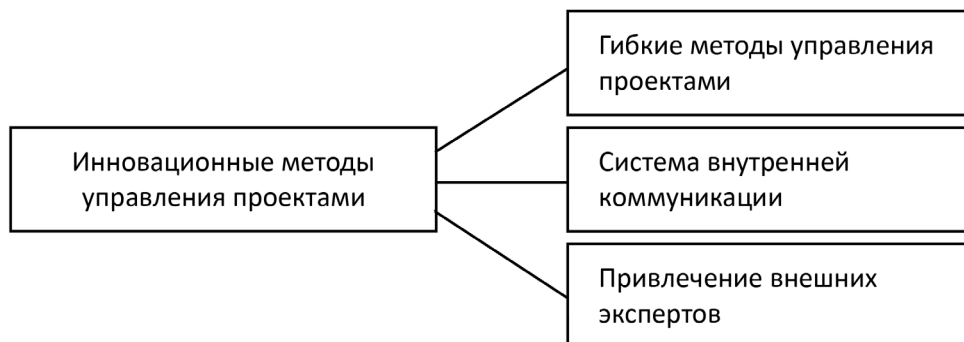 Инновационные методы
управления проектами
Гибкие методы управления
проектами
Система внутренней
коммуникации
Привлечение внешних
экспертов